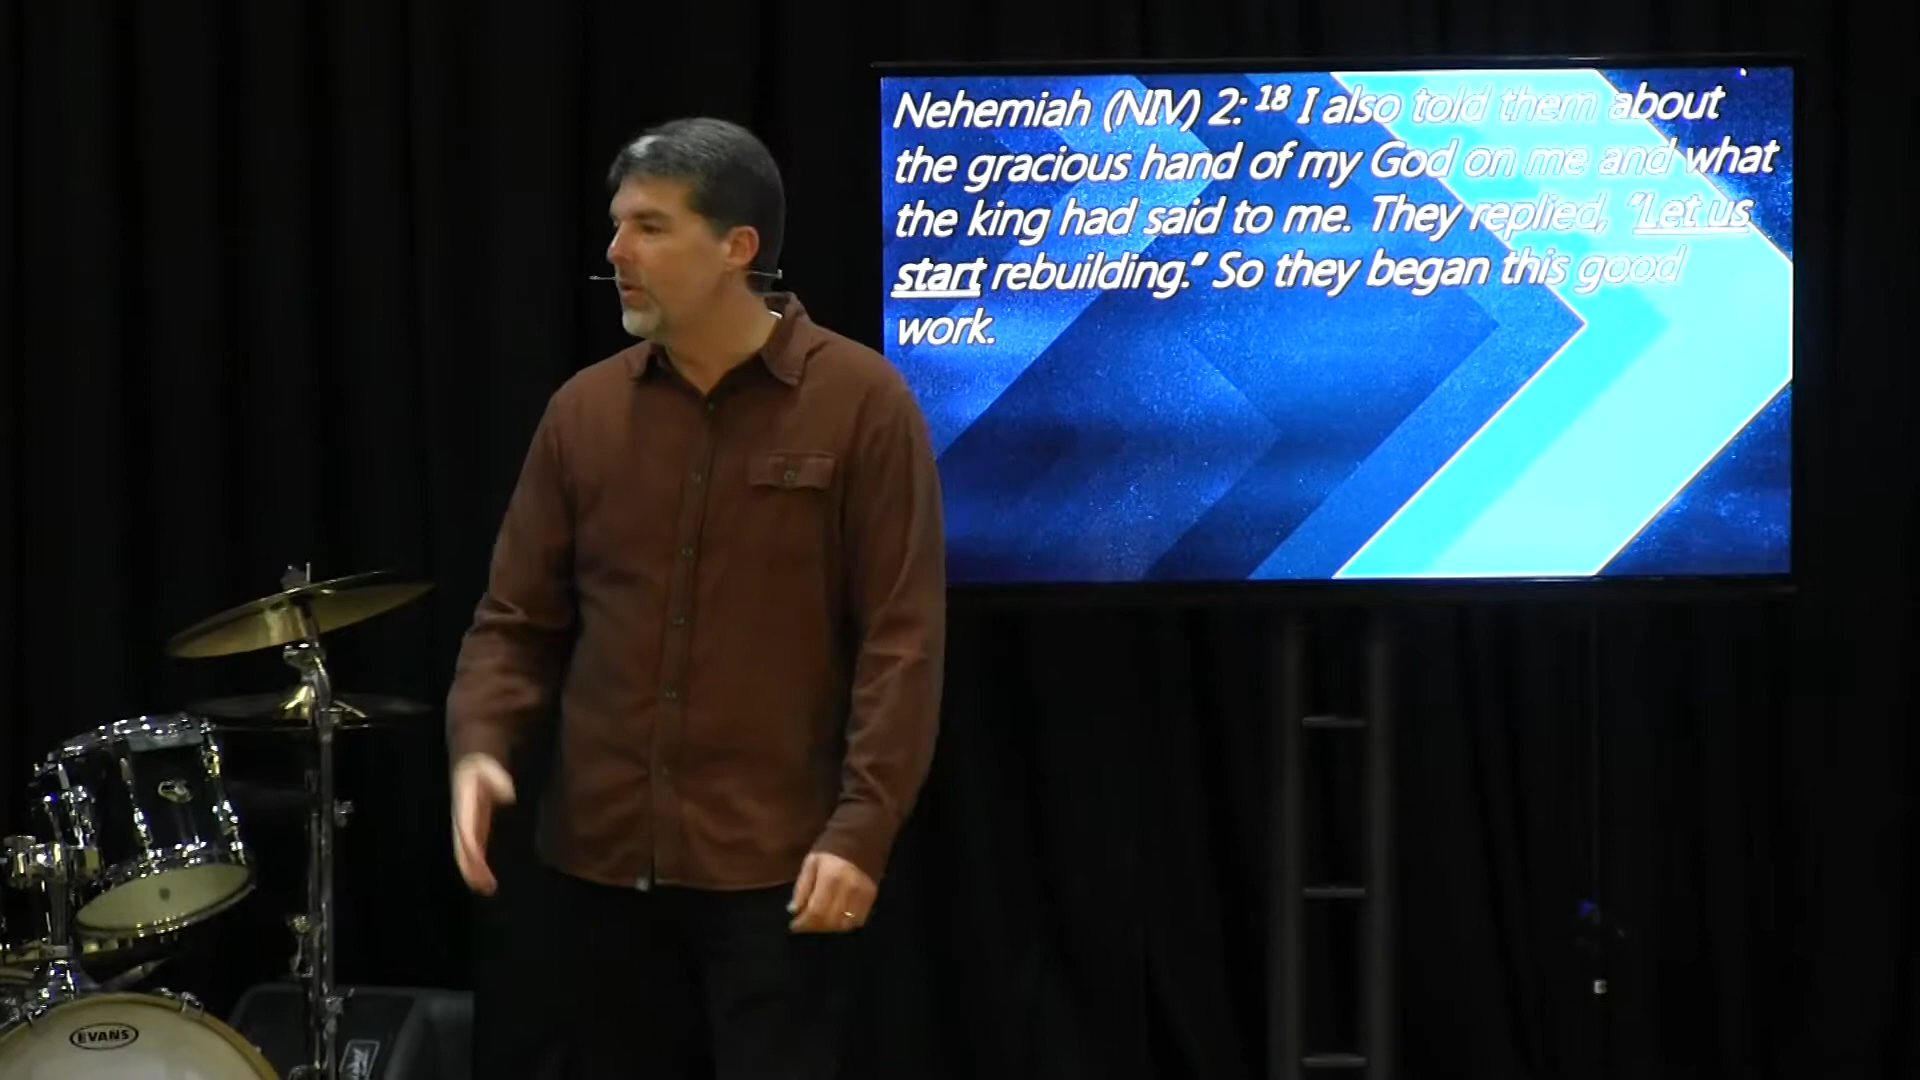 Nehemiah (NIV) 2: 18 I also told them about
the gracious hand of my God on me and what
the king had said to me. They replied, “Let us
start rebuilding.” So they began this good
work.
EVANS